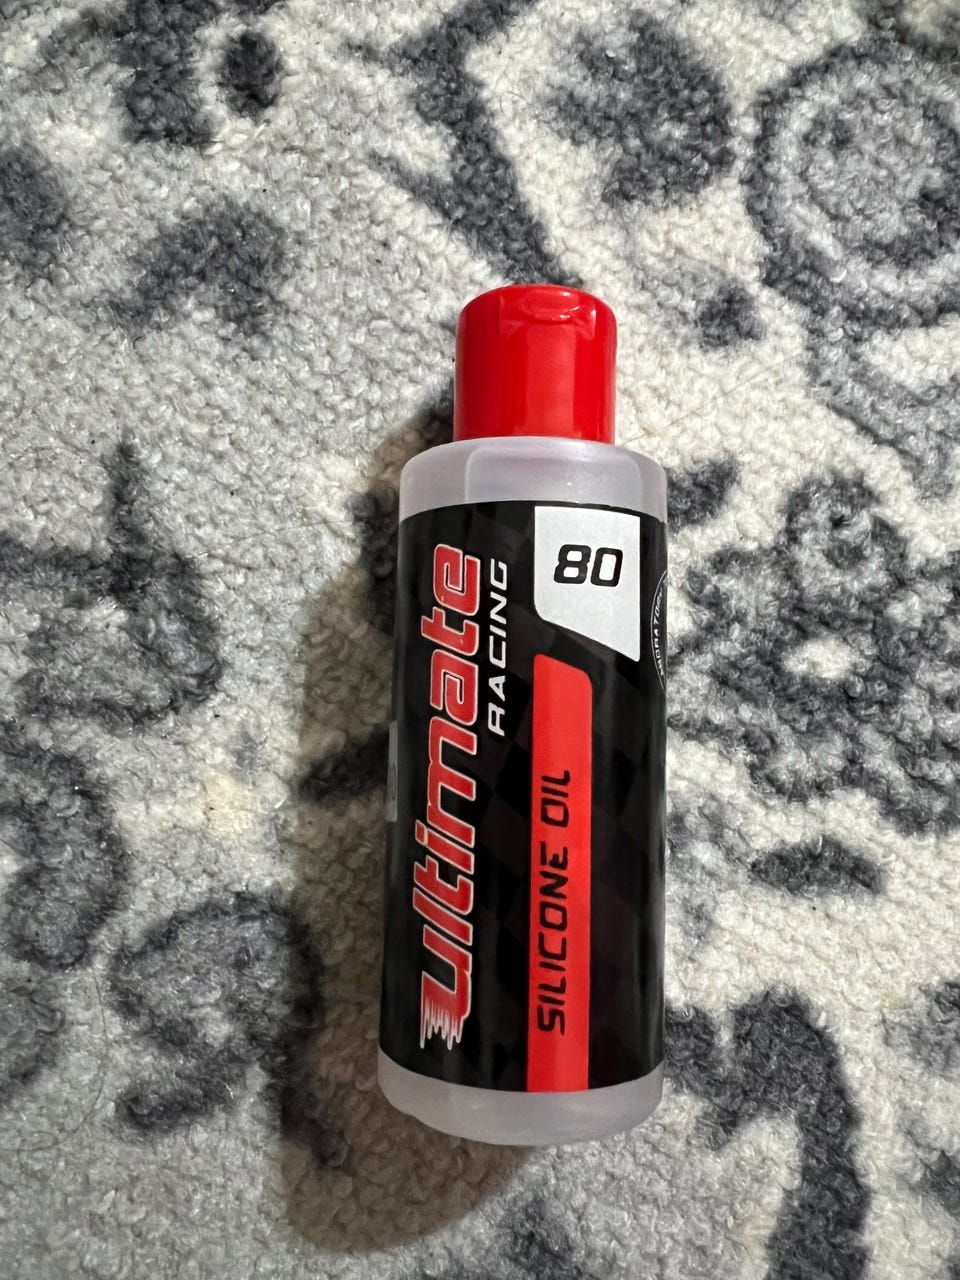 80
ultimate
RACING
SILICONE OIL